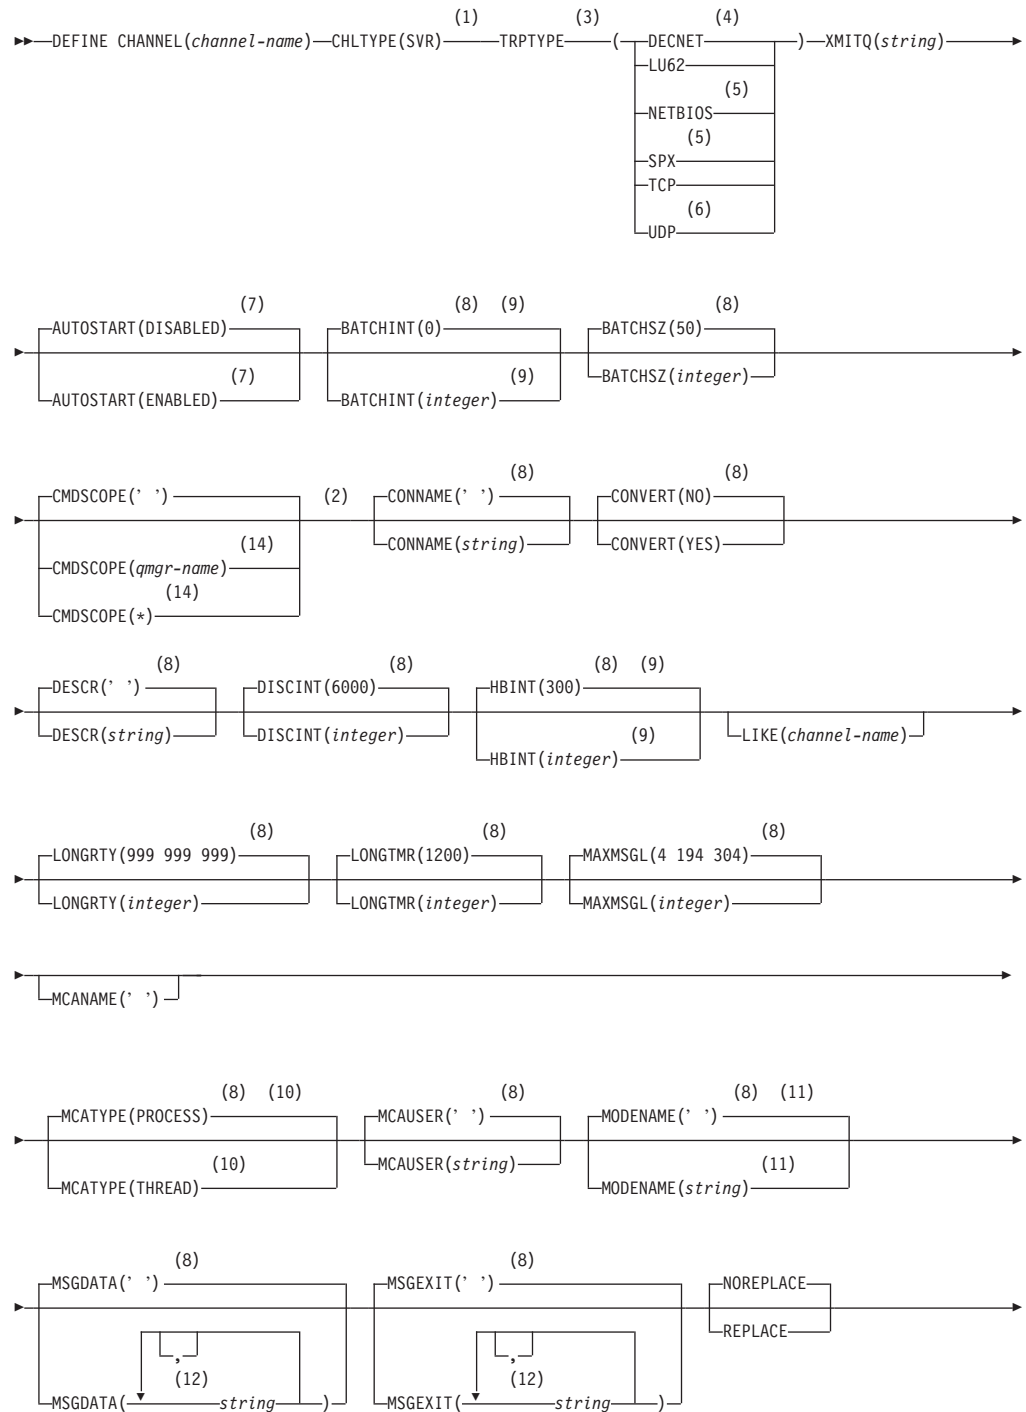 (1) (3) (4)
DEFINE CHANNEL(channel-name) CHLTYPE(SVR) TRPTYPE ( DECNET ) XMITQ(string)
LU62
(5)
NETBIOS
(5)
SPX
TCP
(6)
UDP
(7) (8) (9) (8)
AUTOSTART(DISABLED) BATCHINT(0) BATCHSZ(50)
(7) (9) BATCHSZ(integer)
AUTOSTART(ENABLED) BATCHINT(integer)
(8) (8)
CMDSCOPE(' ') (2) CONNAME(' ') CONVERT(NO)
(14) CONNAME(string) CONVERT(YES)
CMDSCOPE(qmgr-name)
(14)
CMDSCOPE(*)
(8) (8) (8) (9)
DESCR(' ') DISCINT(6000) HBINT(300)
DESCR(string) DISCINT(integer) (9) LIKE(channel-name)
HBINT(integer)
(8) (8) (8)
LONGRTY(999 999 999) LONGTMR(1200) MAXMSGL(4 194 304)
LONGRTY(integer) LONGTMR(integer) MAXMSGL(integer)
MCANAME(' ')
(8) (10) (8) (8) (11)
MCATYPE(PROCESS) MCAUSER(' ') MODENAME(' ')
(10) MCAUSER(string) (11)
MCATYPE(THREAD) MODENAME(string)
(8) (8)
MSGDATA(' ') MSGEXIT(' ') NOREPLACE
REPLACE
, ,
(12) (12)
MSGDATA( string ) MSGEXIT( string )